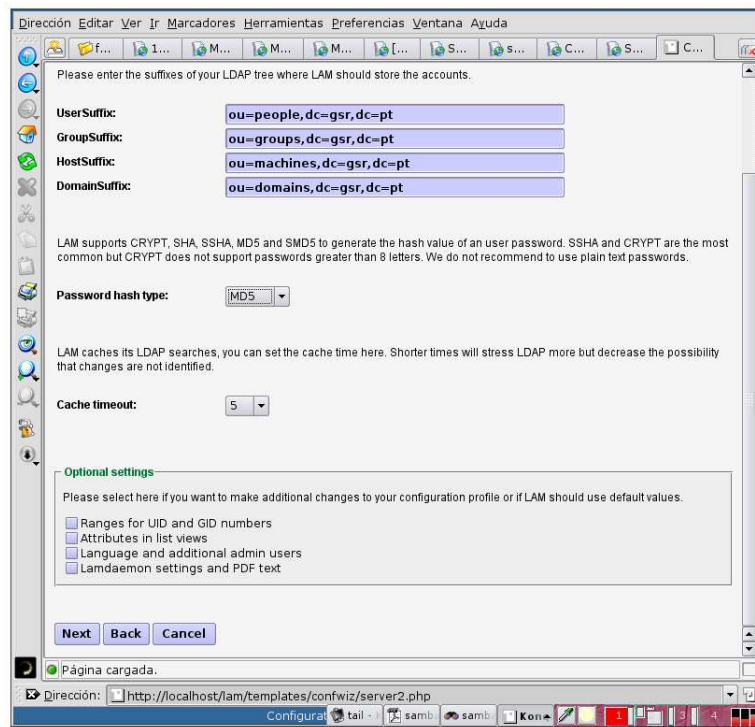 Dirección Editar Ver Ir Marcadores Herramientas Preferencias Ventana Ayuda
f... 1... M... M... M... [... S... s... C... S... C...
Please enter the suffixes of your LDAP tree where LAM should store the accounts.
UserSuffix: ou=people,dc=gsr,dc=pt
GroupSuffix: ou=groups,dc=gsr,dc=pt
HostSuffix: ou=machines,dc=gsr,dc=pt
DomainSuffix: ou=domains,dc=gsr,dc=pt
LAM supports CRYPT, SHA, SSHA, MD5 and SMD5 to generate the hash value of an user password. SSHA and CRYPT are the most
common but CRYPT does not support passwords greater than 8 letters. We do not recommend to use plain text passwords.
Password hash type: MD5
LAM caches its LDAP searches, you can set the cache time here. Shorter times will stress LDAP more but decrease the possibility
that changes are not identified.
Cache timeout: 5
Optional settings
Please select here if you want to make additional changes to your configuration profile or if LAM should use default values.
Ranges for UID and GID numbers
Attributes in list views
Language and additional admin users
Lamdaemon settings and PDF text
Next Back Cancel
Página cargada.
Dirección: http://localhost/lam/templates/confwiz/server2.php
Configurat tail - samb samb Kon 1 3 4